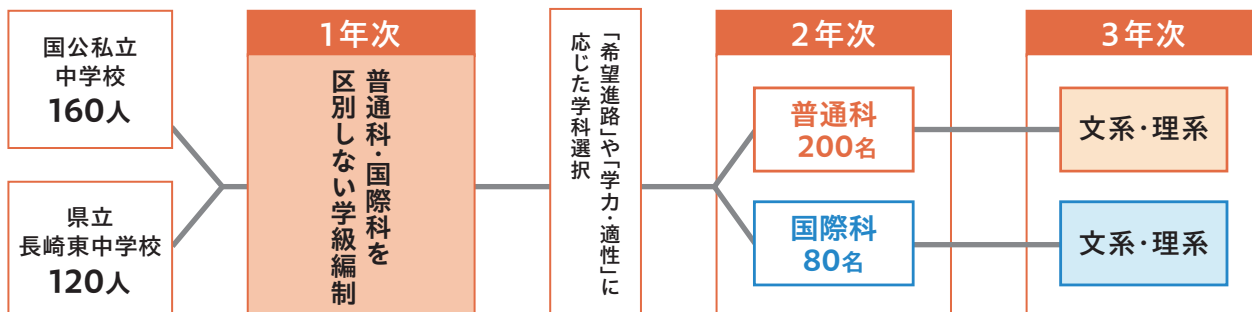 国公私立
中学校
160人
県立
長崎東中学校
120人
1年次
普通科・国際科を
区別しない学級編制
「希望進路」や「学力・適性」に
応じた学科選択
2年次
普通科
200名
国際科
80名
3年次
文系・理系
文系・理系